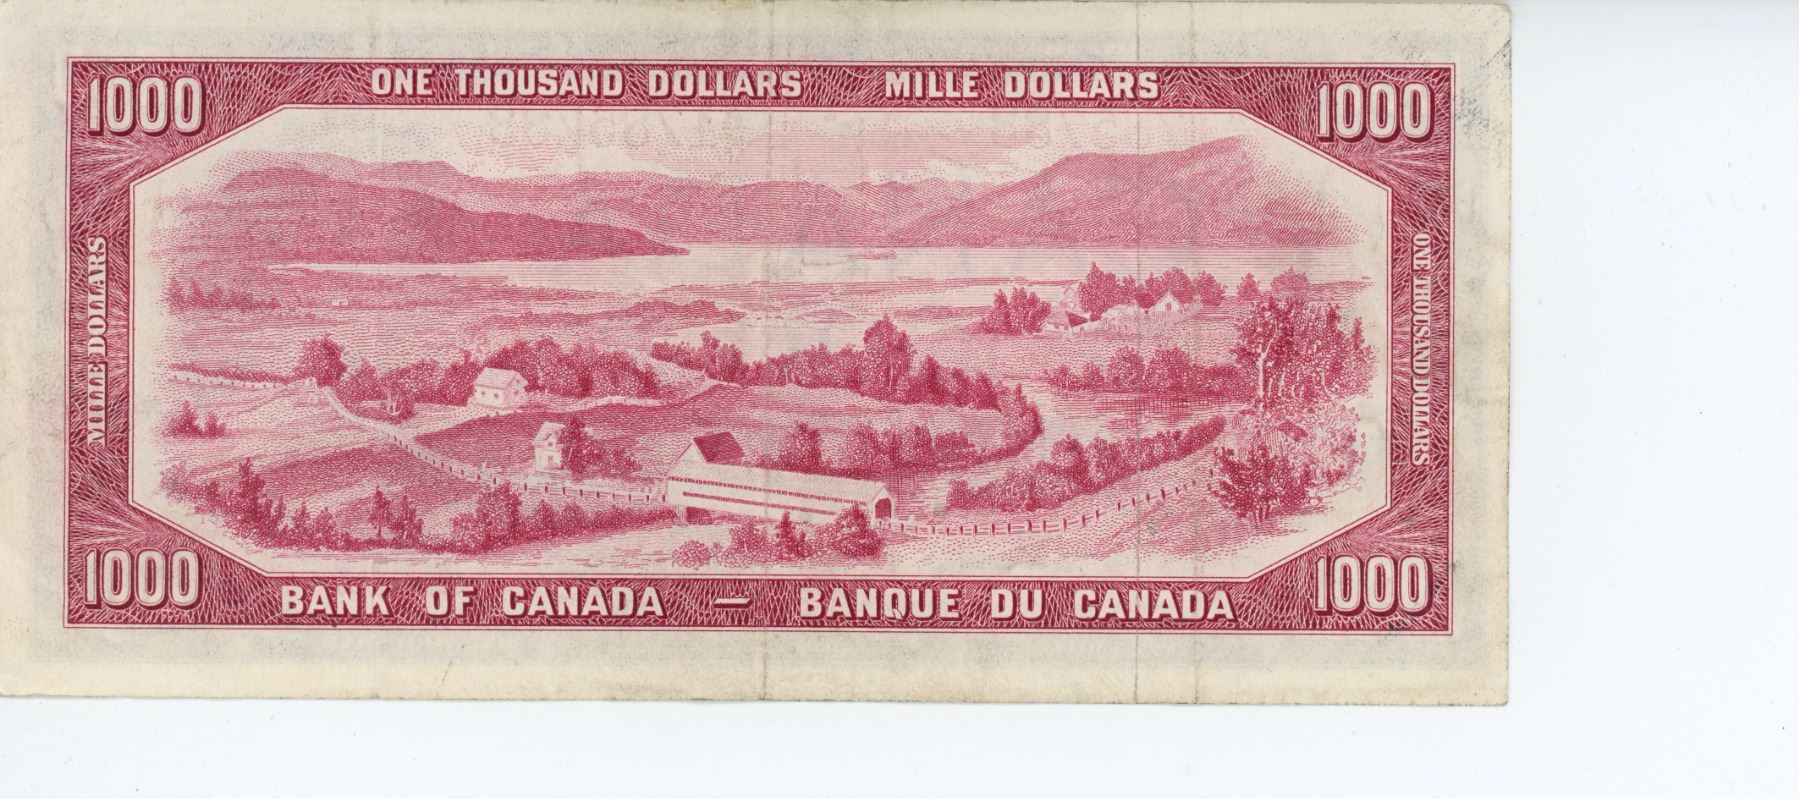 1000 ONE THOUSAND DOLLARS MILLE DOLLARS 1000
MILLE DOLLARS
ONE THOUSAND DOLLARS
1000 BANK OF CANADA — BANQUE DU CANADA 1000